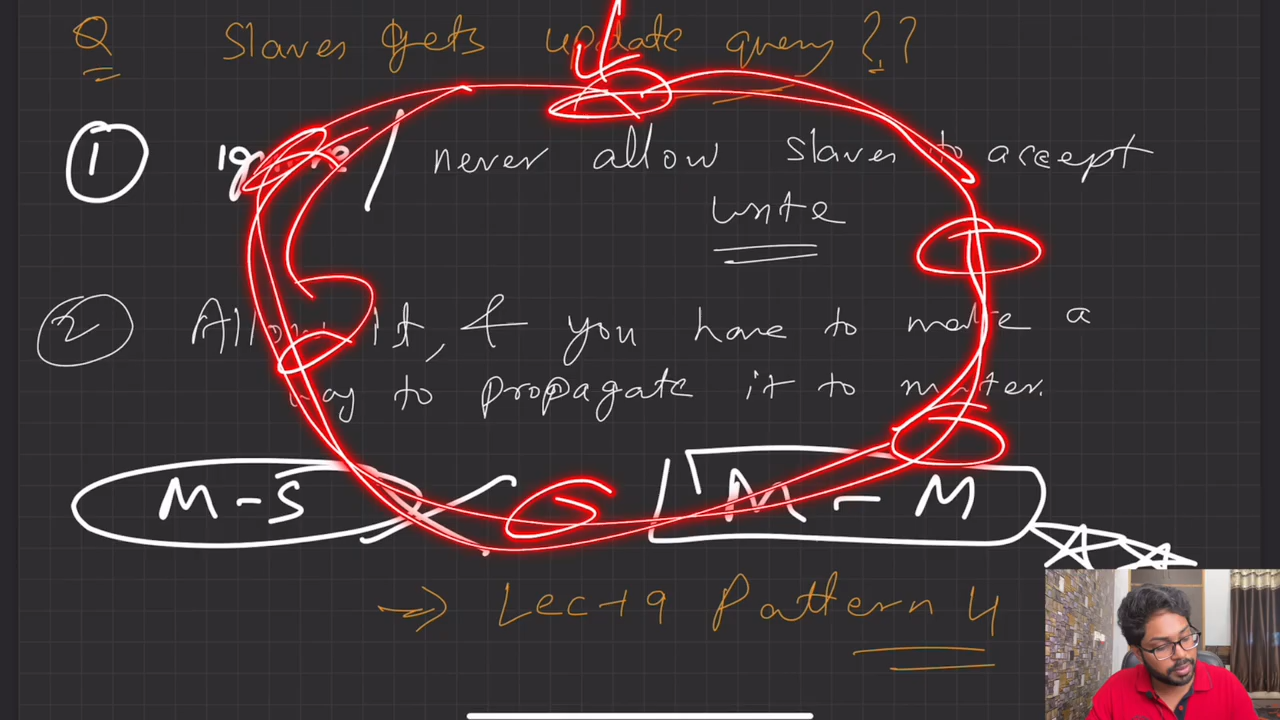 Q Slaves gets update query ??
① ignore / never allow slaves to accept
write
② Allow it, & you have to make a
way to propagate it to master.
M-S M-M
→ Lec-19 Pattern 4